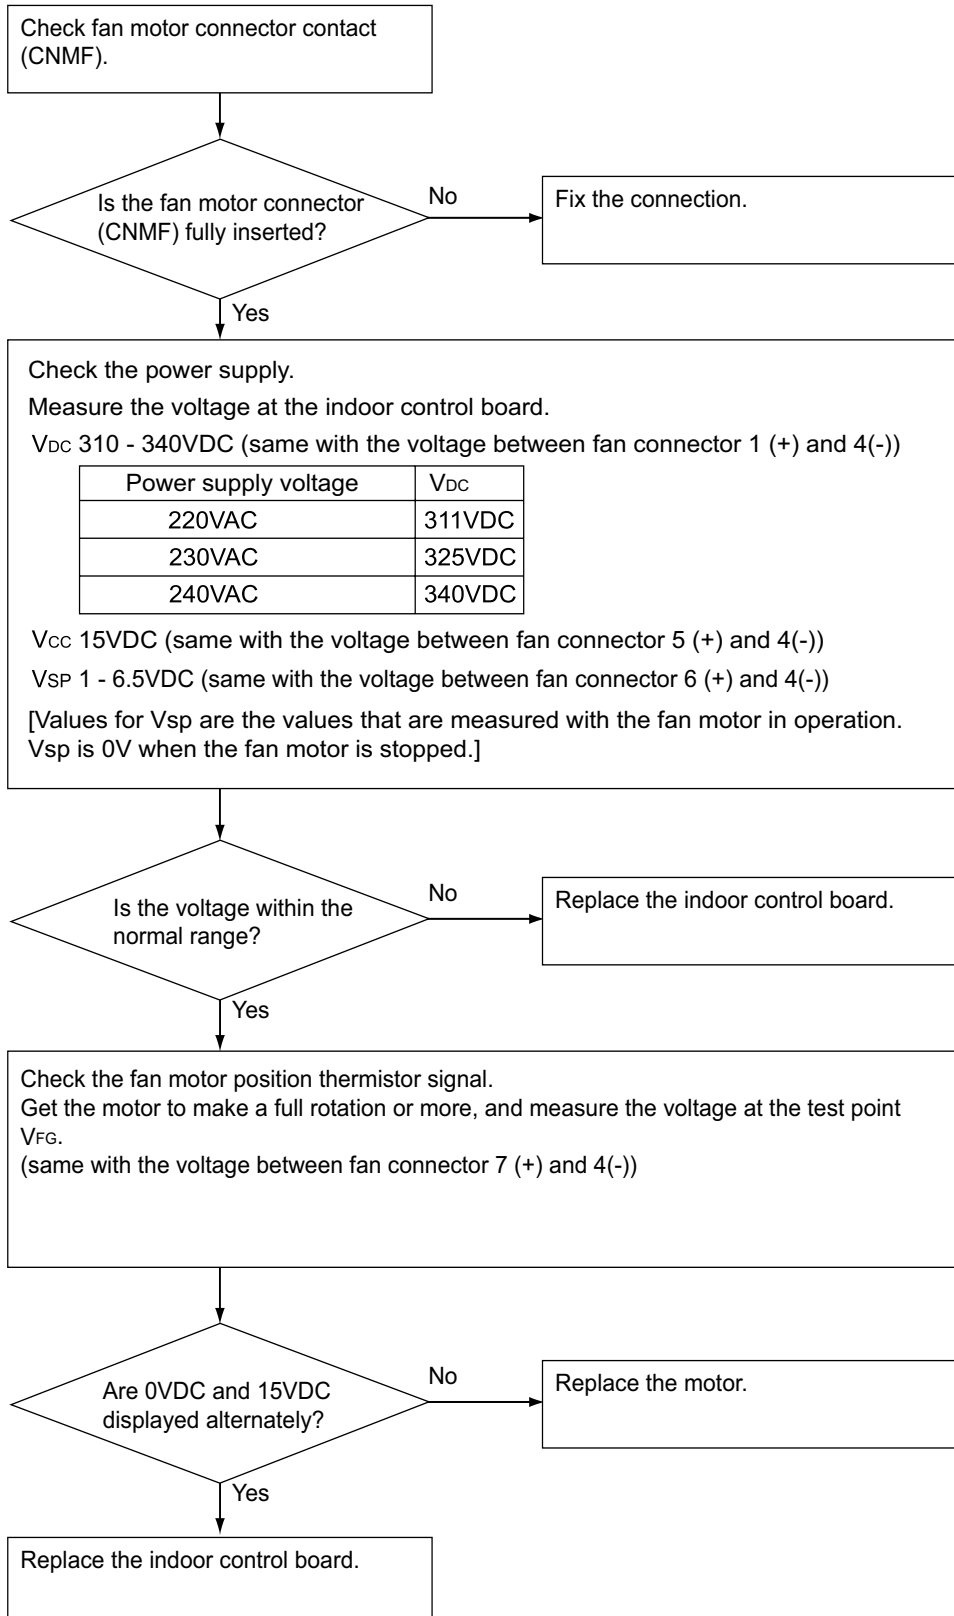 Check fan motor connector contact
(CNMF).
Is the fan motor connector
(CNMF) fully inserted?
No
Fix the connection.
Yes
Check the power supply.
Measure the voltage at the indoor control board.
VDC 310 - 340VDC (same with the voltage between fan connector 1 (+) and 4(-))
Power supply voltage VDC
220VAC 311VDC
230VAC 325VDC
240VAC 340VDC
VCC 15VDC (same with the voltage between fan connector 5 (+) and 4(-))
VSP 1 - 6.5VDC (same with the voltage between fan connector 6 (+) and 4(-))
[Values for Vsp are the values that are measured with the fan motor in operation.
Vsp is 0V when the fan motor is stopped.]
Is the voltage within the
normal range?
No
Replace the indoor control board.
Yes
Check the fan motor position thermistor signal.
Get the motor to make a full rotation or more, and measure the voltage at the test point
VFG.
(same with the voltage between fan connector 7 (+) and 4(-))
Are 0VDC and 15VDC
displayed alternately?
No
Replace the motor.
Yes
Replace the indoor control board.